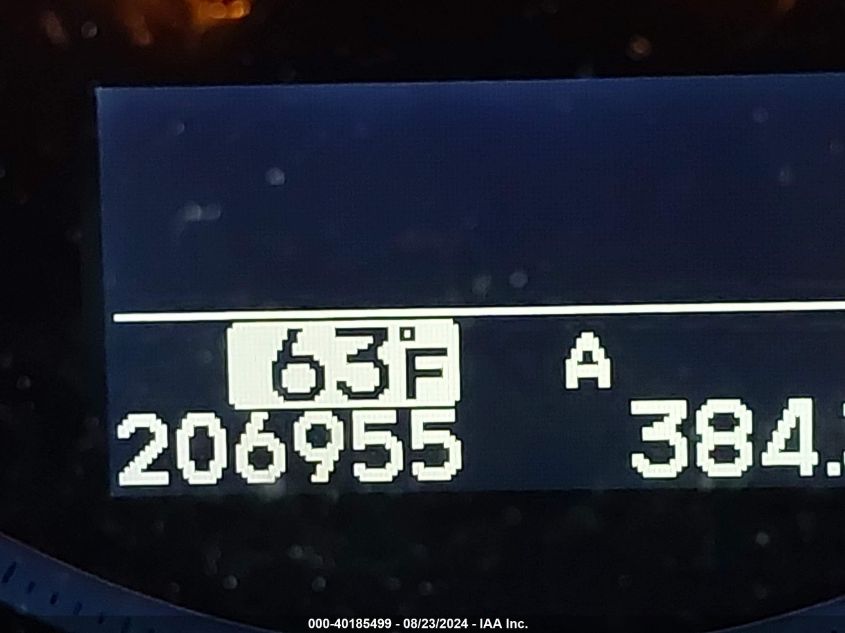 63°F A
206955 384.
000-40185499 - 08/23/2024 - IAA Inc.